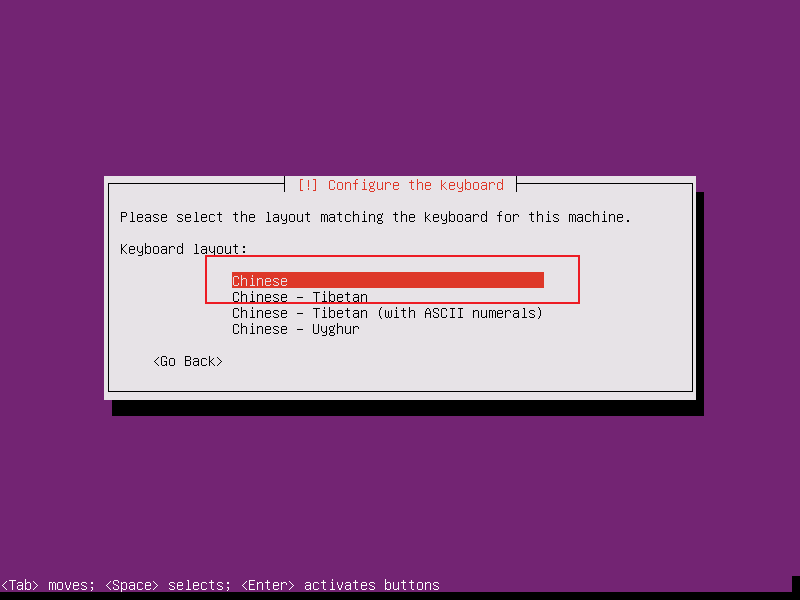 [!] Configure the keyboard
Please select the layout matching the keyboard for this machine.
Keyboard layout:
Chinese
Chinese - Tibetan
Chinese - Tibetan (with ASCII numerals)
Chinese - Uyghur
<Go Back>
<Tab> moves; <Space> selects; <Enter> activates buttons